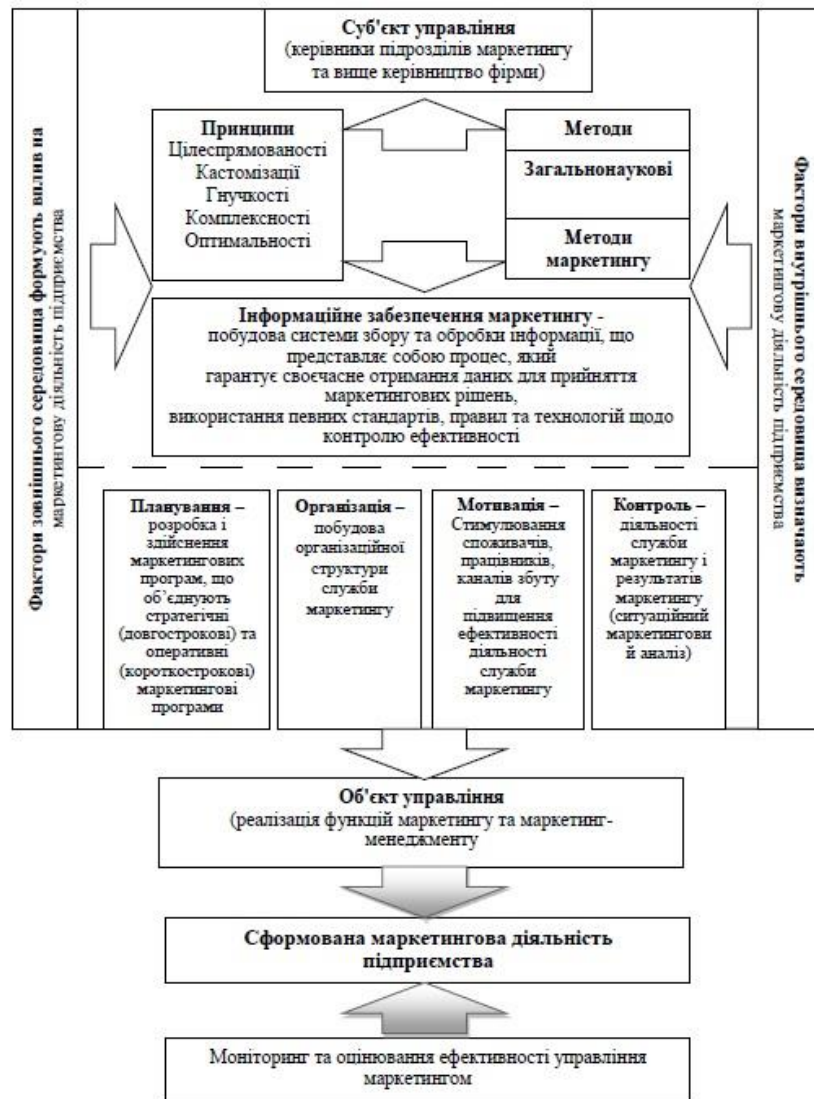 Суб'єкт управління
(керівники підрозділів маркетингу
та вище керівництво фірми)
Фактори зовнішнього середовища формують вплив на
маркетингову діяльність підприємства
Принципи
Цілеспрямованості
Кастомізації
Гнучкості
Комплексності
Оптимальності
Методи
Загальнонаукові
Методи
маркетингу
Фактори внутрішнього середовища визначають
маркетингову діяльність підприємства
Інформаційне забезпечення маркетингу -
побудова системи збору та обробки інформації, що
представляє собою процес, який
гарантує своєчасне отримання даних для прийняття
маркетингових рішень,
використання певних стандартів, правил та технологій щодо
контролю ефективності
Планування –
розробка і
здійснення
маркетингових
програм, що
об’єднують
стратегічні
(довгострокові) та
оперативні
(короткострокові)
маркетингові
програми
Організація –
побудова
організаційної
структури
служби
маркетингу
Мотивація –
Стимулювання
споживачів,
працівників,
каналів збуту
для
підвищення
ефективності
діяльності
служби
маркетингу
Контроль –
діяльності
служби
маркетингу і
результатів
маркетингу
(ситуаційний
маркетингови
й аналіз)
Об'єкт управління
(реалізація функцій маркетингу та маркетинг-
менеджменту
Сформована маркетингова діяльність
підприємства
Моніторинг та оцінювання ефективності управління
маркетингом